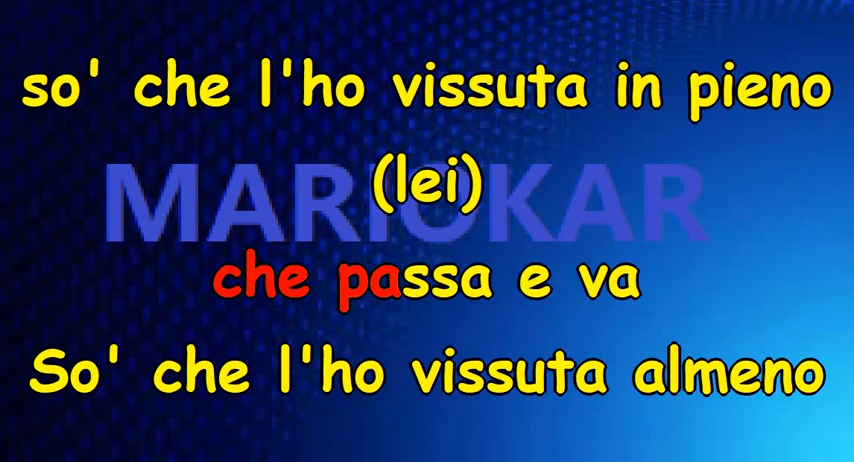 so' che l'ho vissuta in pieno
MARIOKAR
(lei)
che passa e va
So' che l'ho vissuta almeno